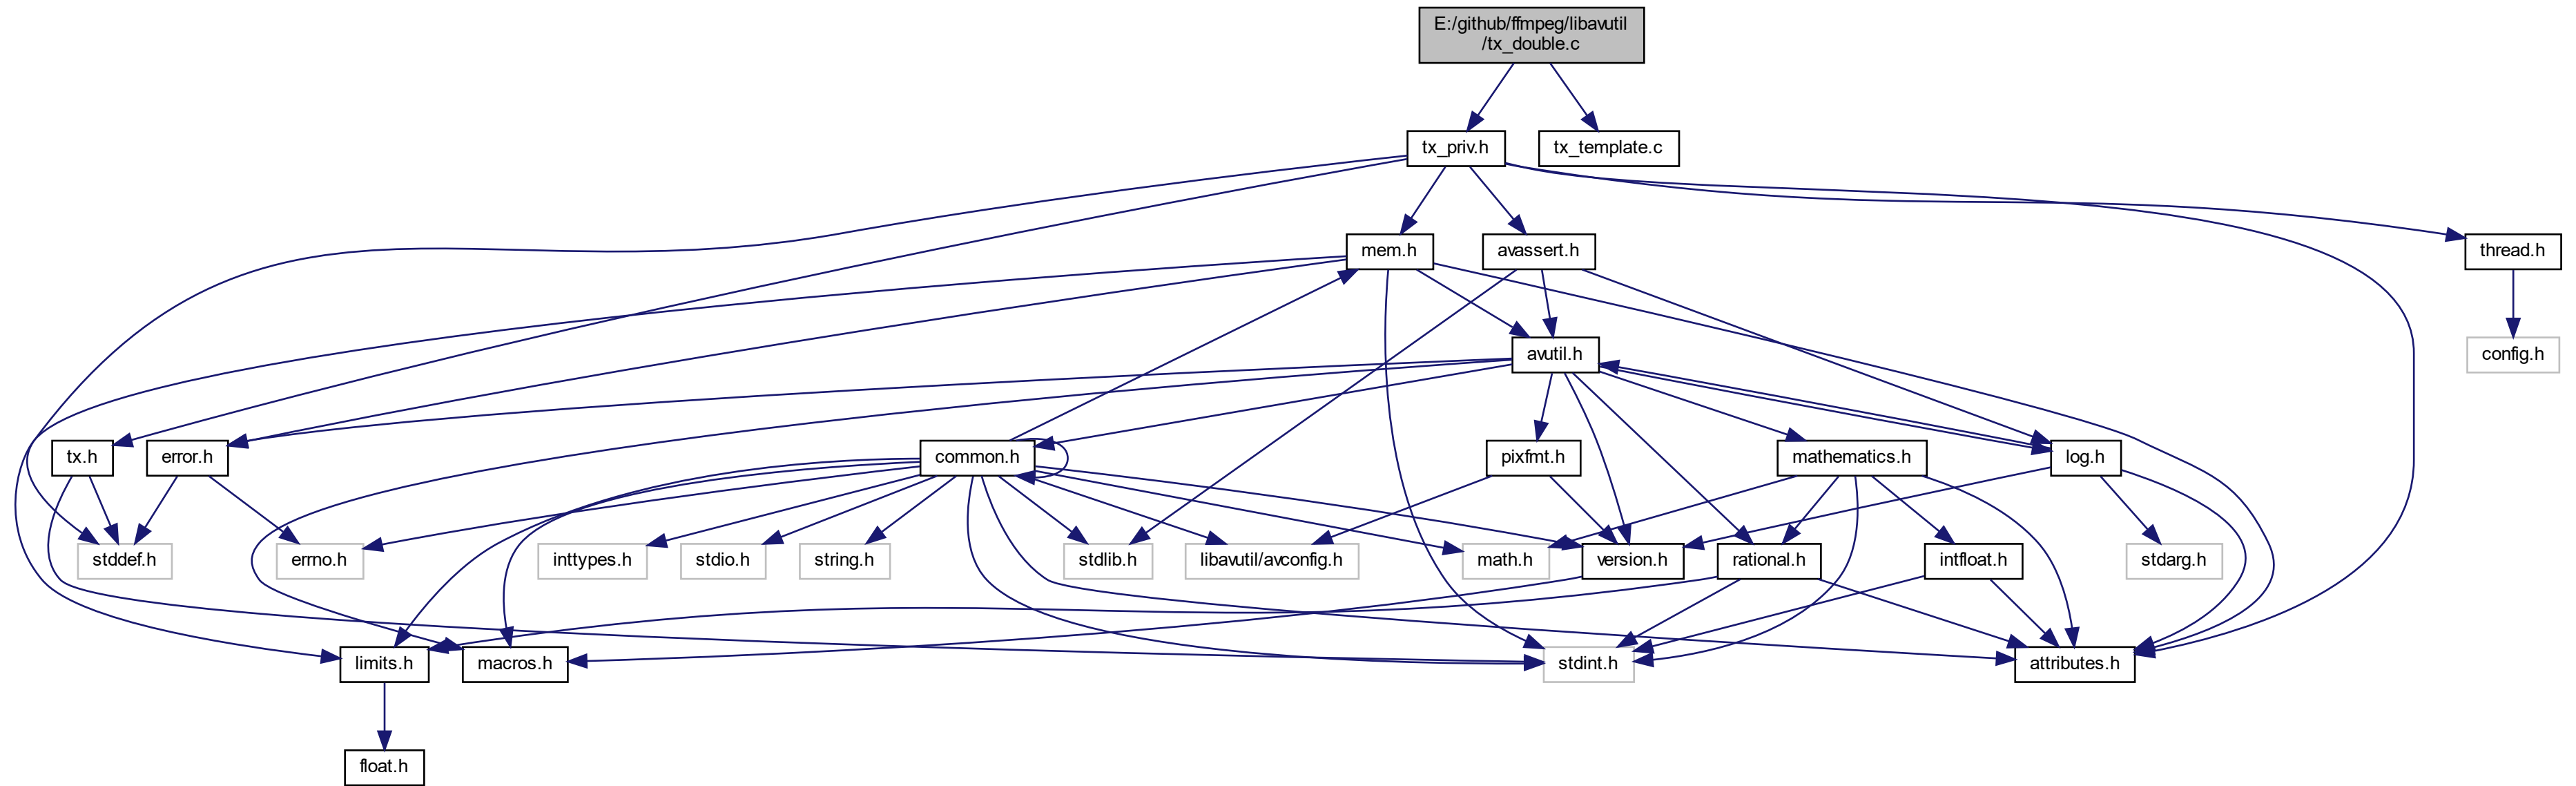 E:/github/ffmpeg/libavutil
/tx_double.c
tx_priv.h
tx_template.c
mem.h
avassert.h
thread.h
avutil.h
config.h
tx.h
error.h
common.h
pixfmt.h
mathematics.h
log.h
stddef.h
errno.h
inttypes.h
stdio.h
string.h
stdlib.h
libavutil/avconfig.h
math.h
version.h
rational.h
intfloat.h
stdarg.h
limits.h
macros.h
stdint.h
attributes.h
float.h